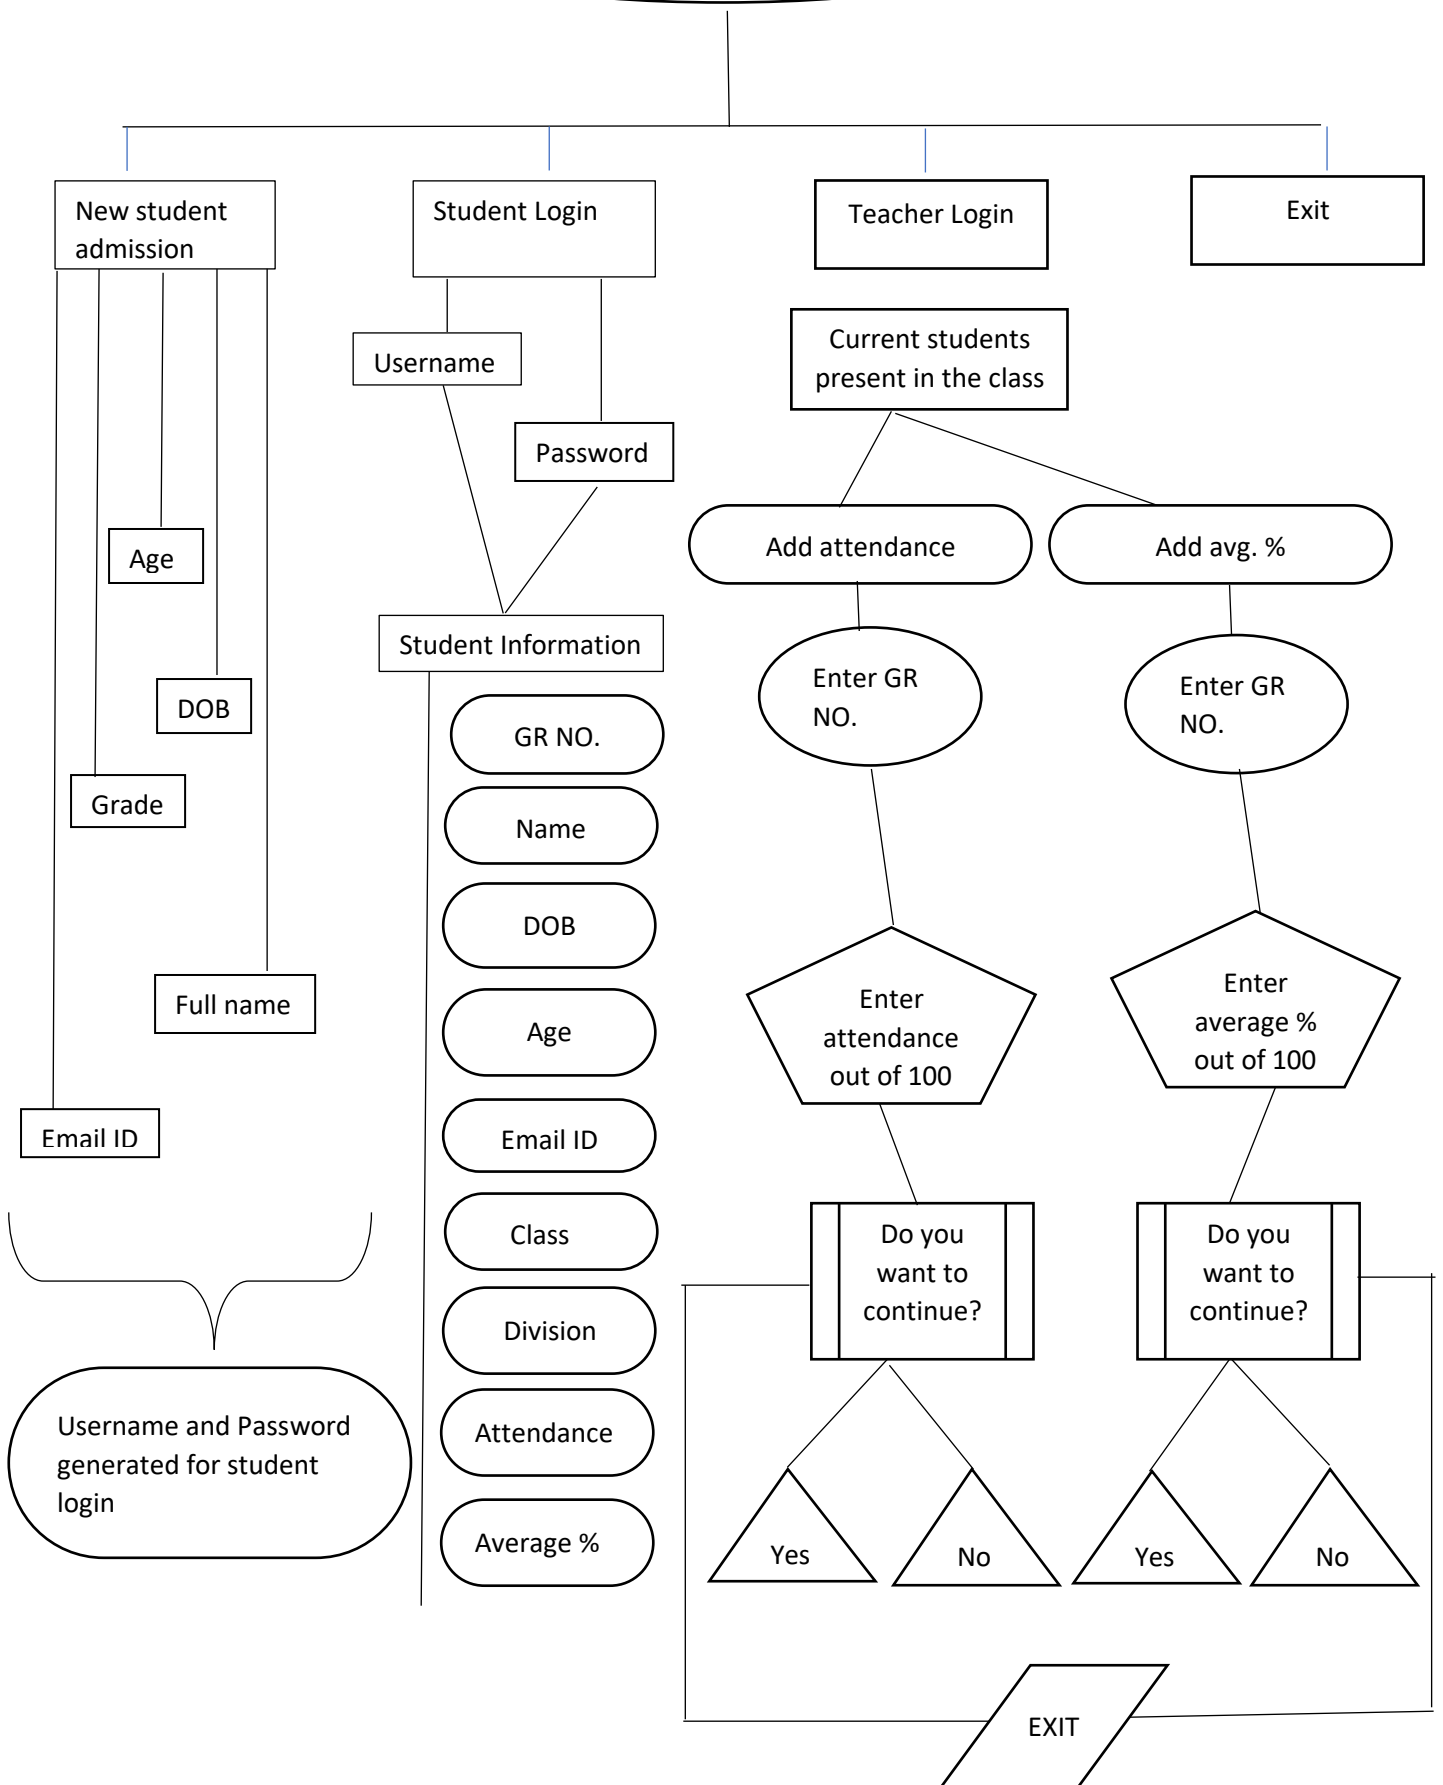 New student
admission
Student Login
Teacher Login
Exit
Username
Password
Current students
present in the class
Age
DOB
Grade
Full name
Email ID
Username and Password
generated for student
login
Student Information
GR NO.
Name
DOB
Age
Email ID
Class
Division
Attendance
Average %
Add attendance
Enter GR
NO.
Enter
attendance
out of 100
Do you
want to
continue?
Yes
No
Add avg. %
Enter GR
NO.
Enter
average %
out of 100
Do you
want to
continue?
Yes
No
EXIT